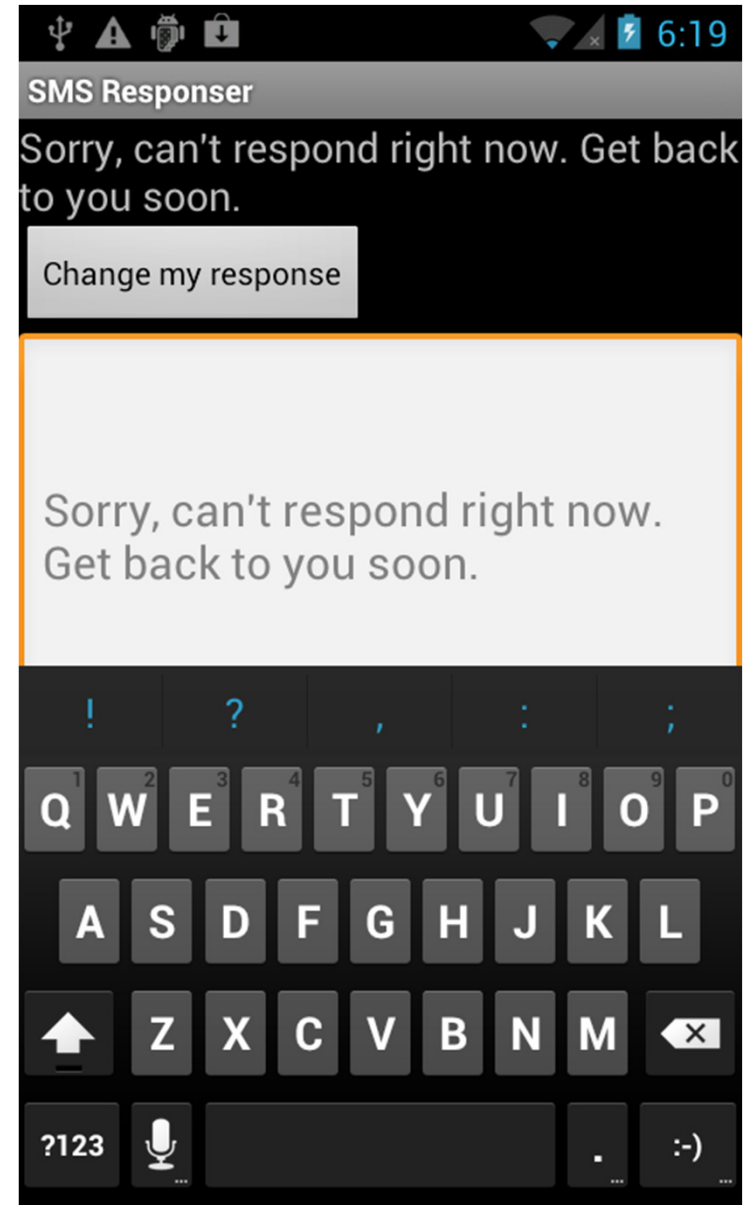 6:19
SMS Responser
Sorry, can't respond right now. Get back
to you soon.
Change my response
Sorry, can't respond right now.
Get back to you soon.
! ? , : ;
1 2 3 4 5 6 7 8 9 0
Q W E R T Y U I O P
A S D F G H J K L
Z X C V B N M
?123 . :-)